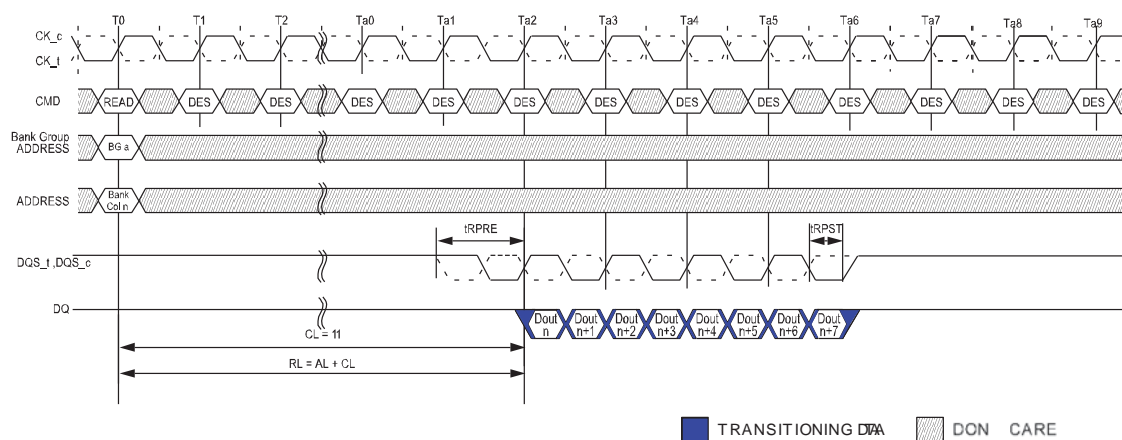 T0 T1 T2 Ta0 Ta1 Ta2 Ta3 Ta4 Ta5 Ta6 Ta7 Ta8 Ta9
CK_c
CK_t
CMD READ DES DES DES DES DES DES DES DES DES DES DES DES
Bank Group
ADDRESS
BG a
ADDRESS
Bank
Col n
tRPRE tRPST
DQS_t ,DQS_c
DQ
Dout n Dout n+1 Dout n+2 Dout n+3 Dout n+4 Dout n+5 Dout n+6 Dout n+7
CL = 11
RL = AL + CL
TRANSITIONING DATA DON CARE